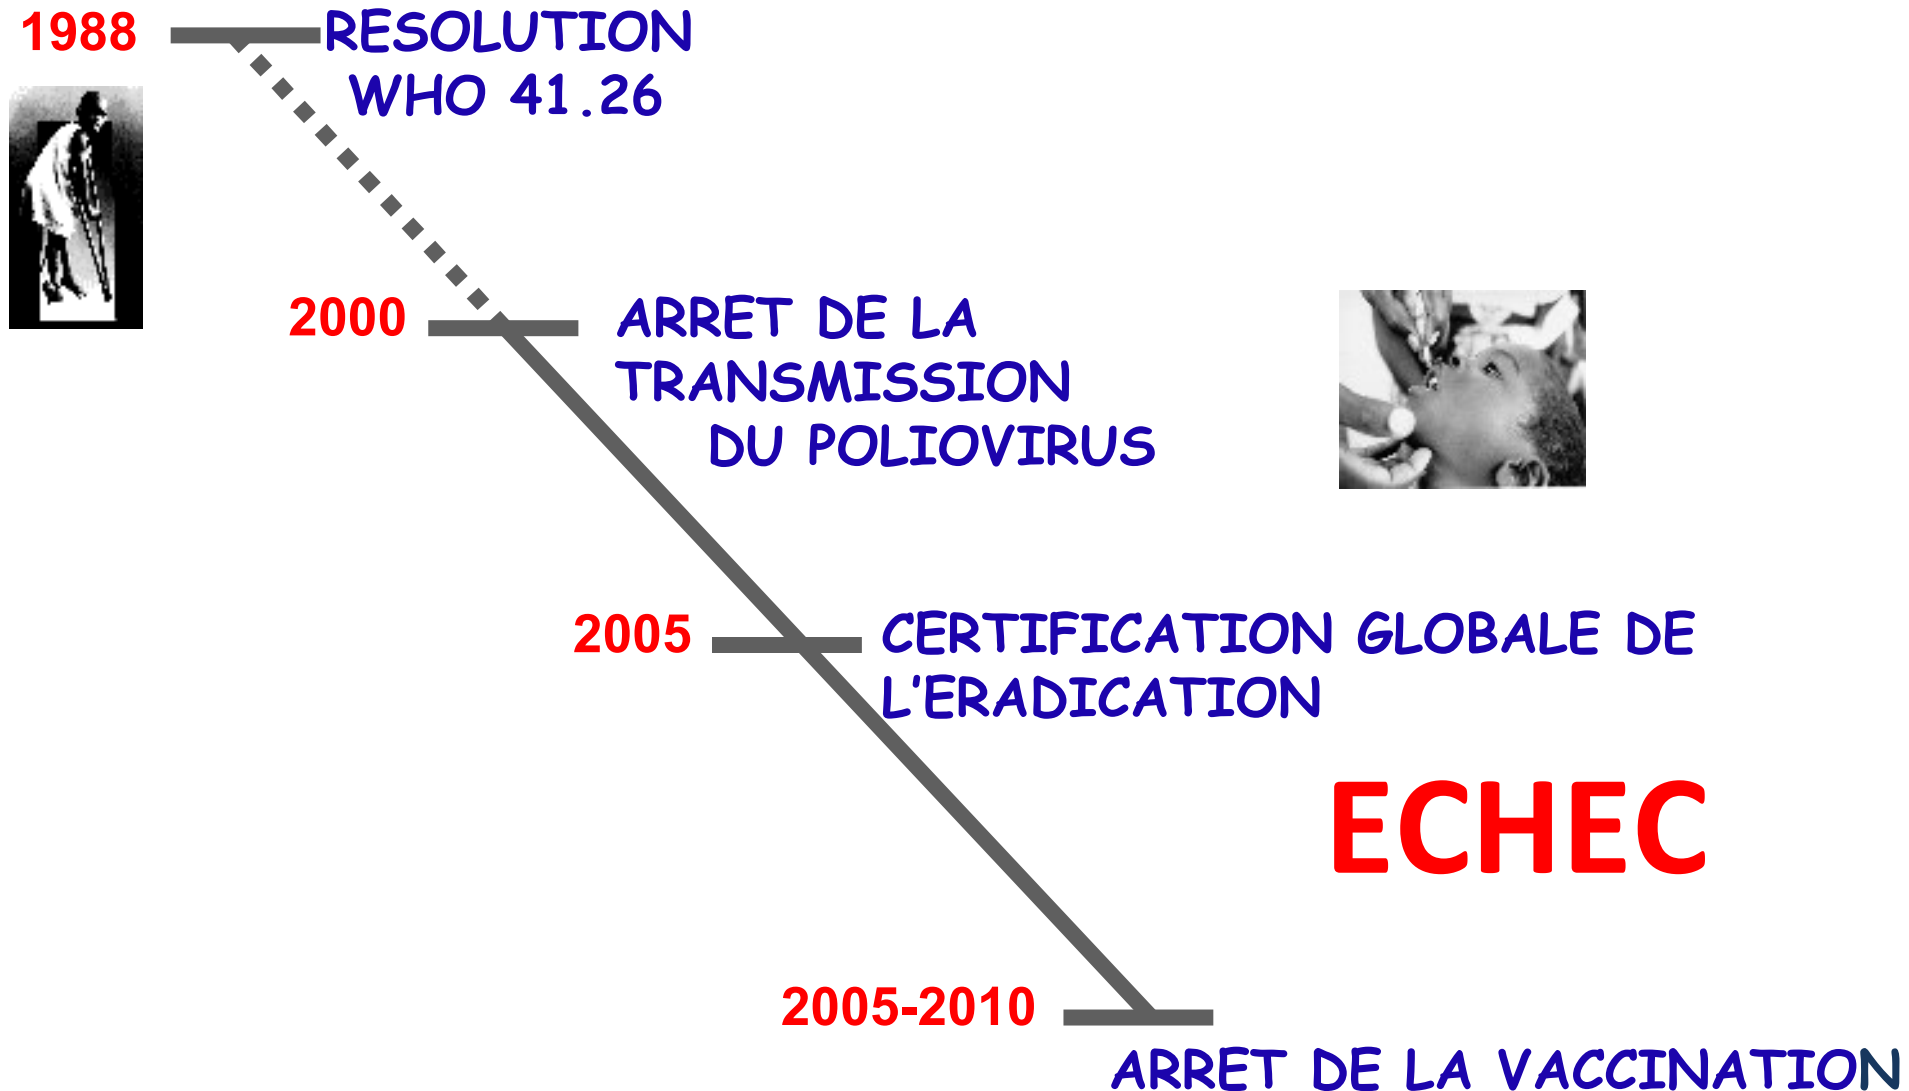 1988 RESOLUTION
WHO 41.26
2000 ARRET DE LA
TRANSMISSION
DU POLIOVIRUS
2005 CERTIFICATION GLOBALE DE
L'ERADICATION
ECHEC
2005-2010
ARRET DE LA VACCINATION